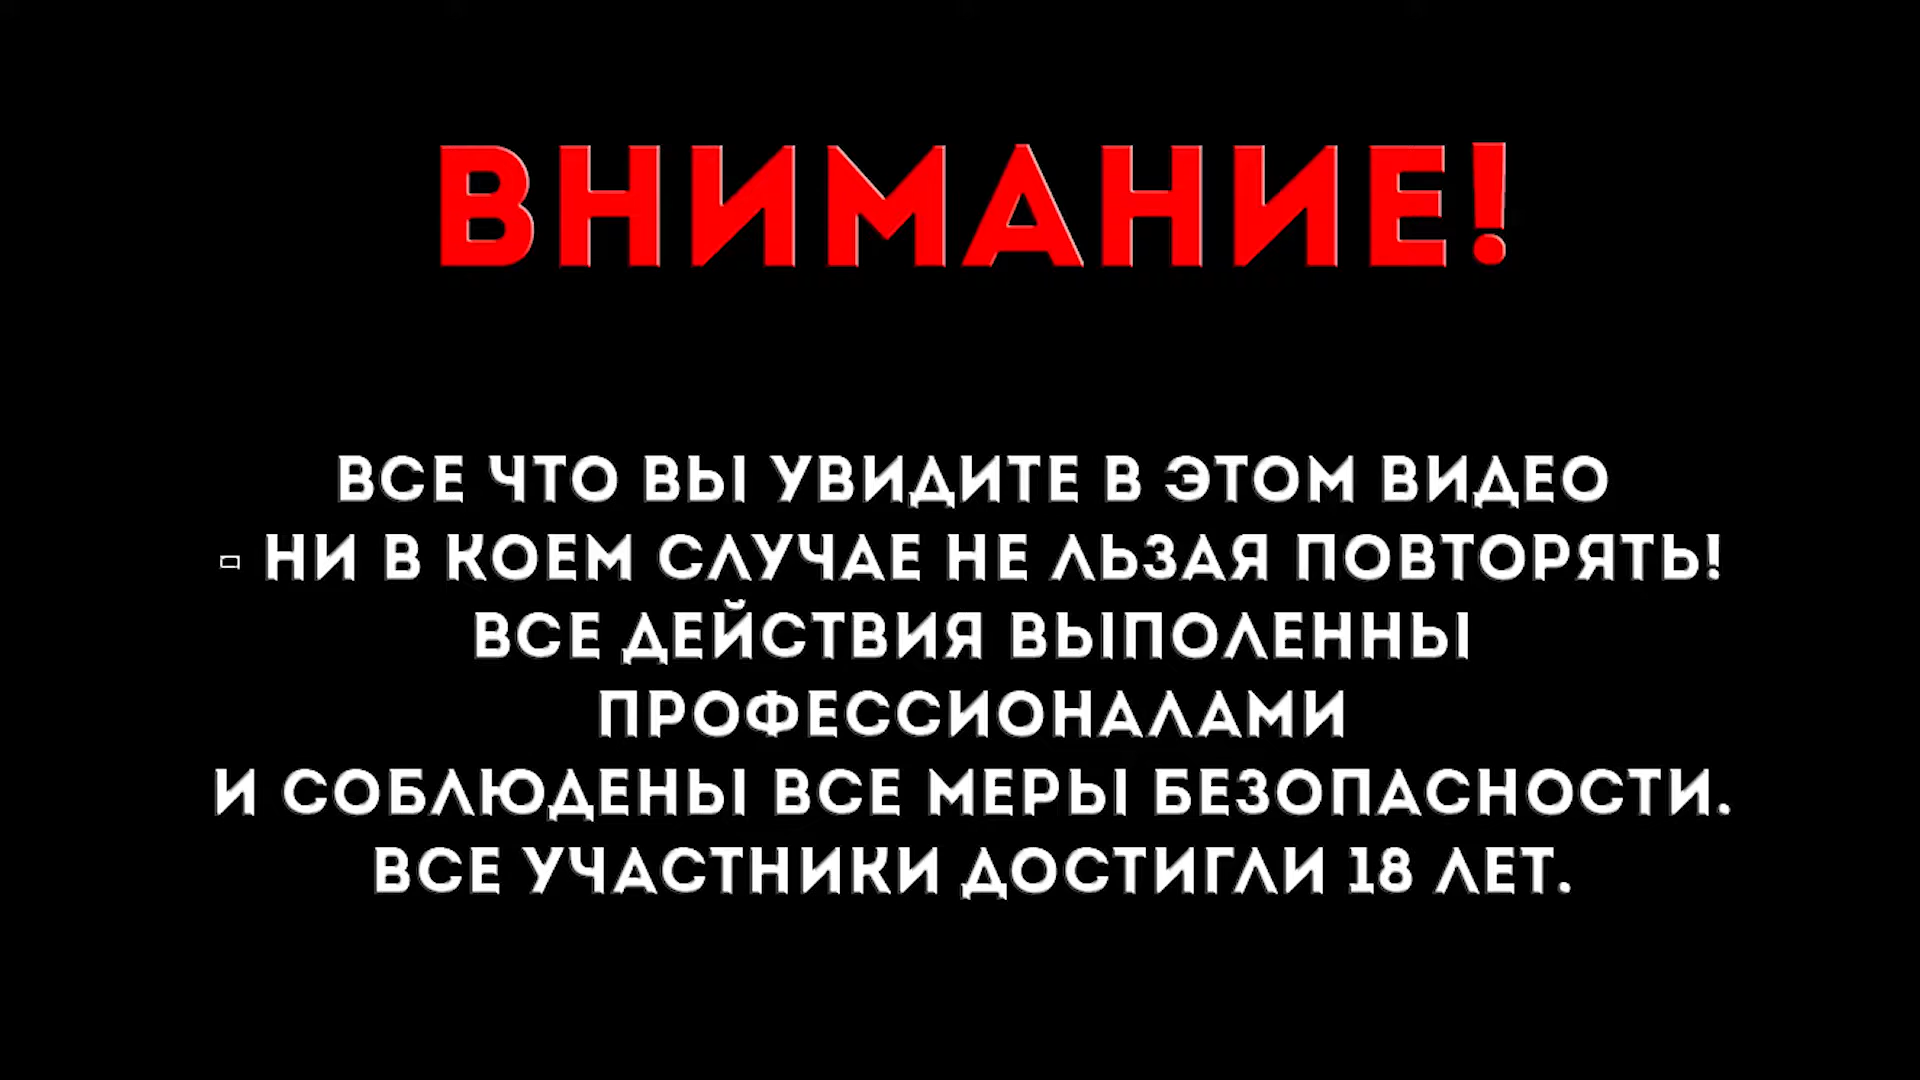 ВНИМАНИЕ!
ВСЕ ЧТО ВЫ УВИДИТЕ В ЭТОМ ВИДЕО
- НИ В КОЕМ СЛУЧАЕ НЕ ЛЬЗАЯ ПОВТОРЯТЬ!
ВСЕ ДЕЙСТВИЯ ВЫПОЛЕННЫ
ПРОФЕССИОНАЛАМИ
И СОБЛЮДЕНЫ ВСЕ МЕРЫ БЕЗОПАСНОСТИ.
ВСЕ УЧАСТНИКИ ДОСТИГЛИ 18 ЛЕТ.